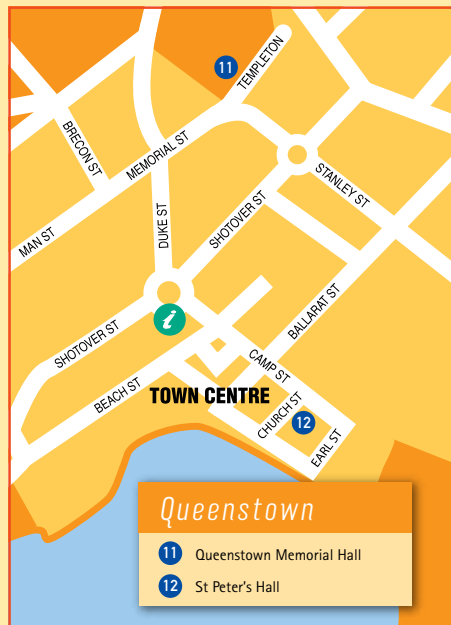 11
TEMPLETON
BRECON ST
MEMORIAL ST
STANLEY ST
MAN ST
DUKE ST
SHOTOVER ST
i
SHOTOVER ST
BALLARAT ST
BEACH ST
CAMP ST
TOWN CENTRE
CHURCH ST
12
EARL ST
Queenstown
11 Queenstown Memorial Hall
12 St Peter's Hall